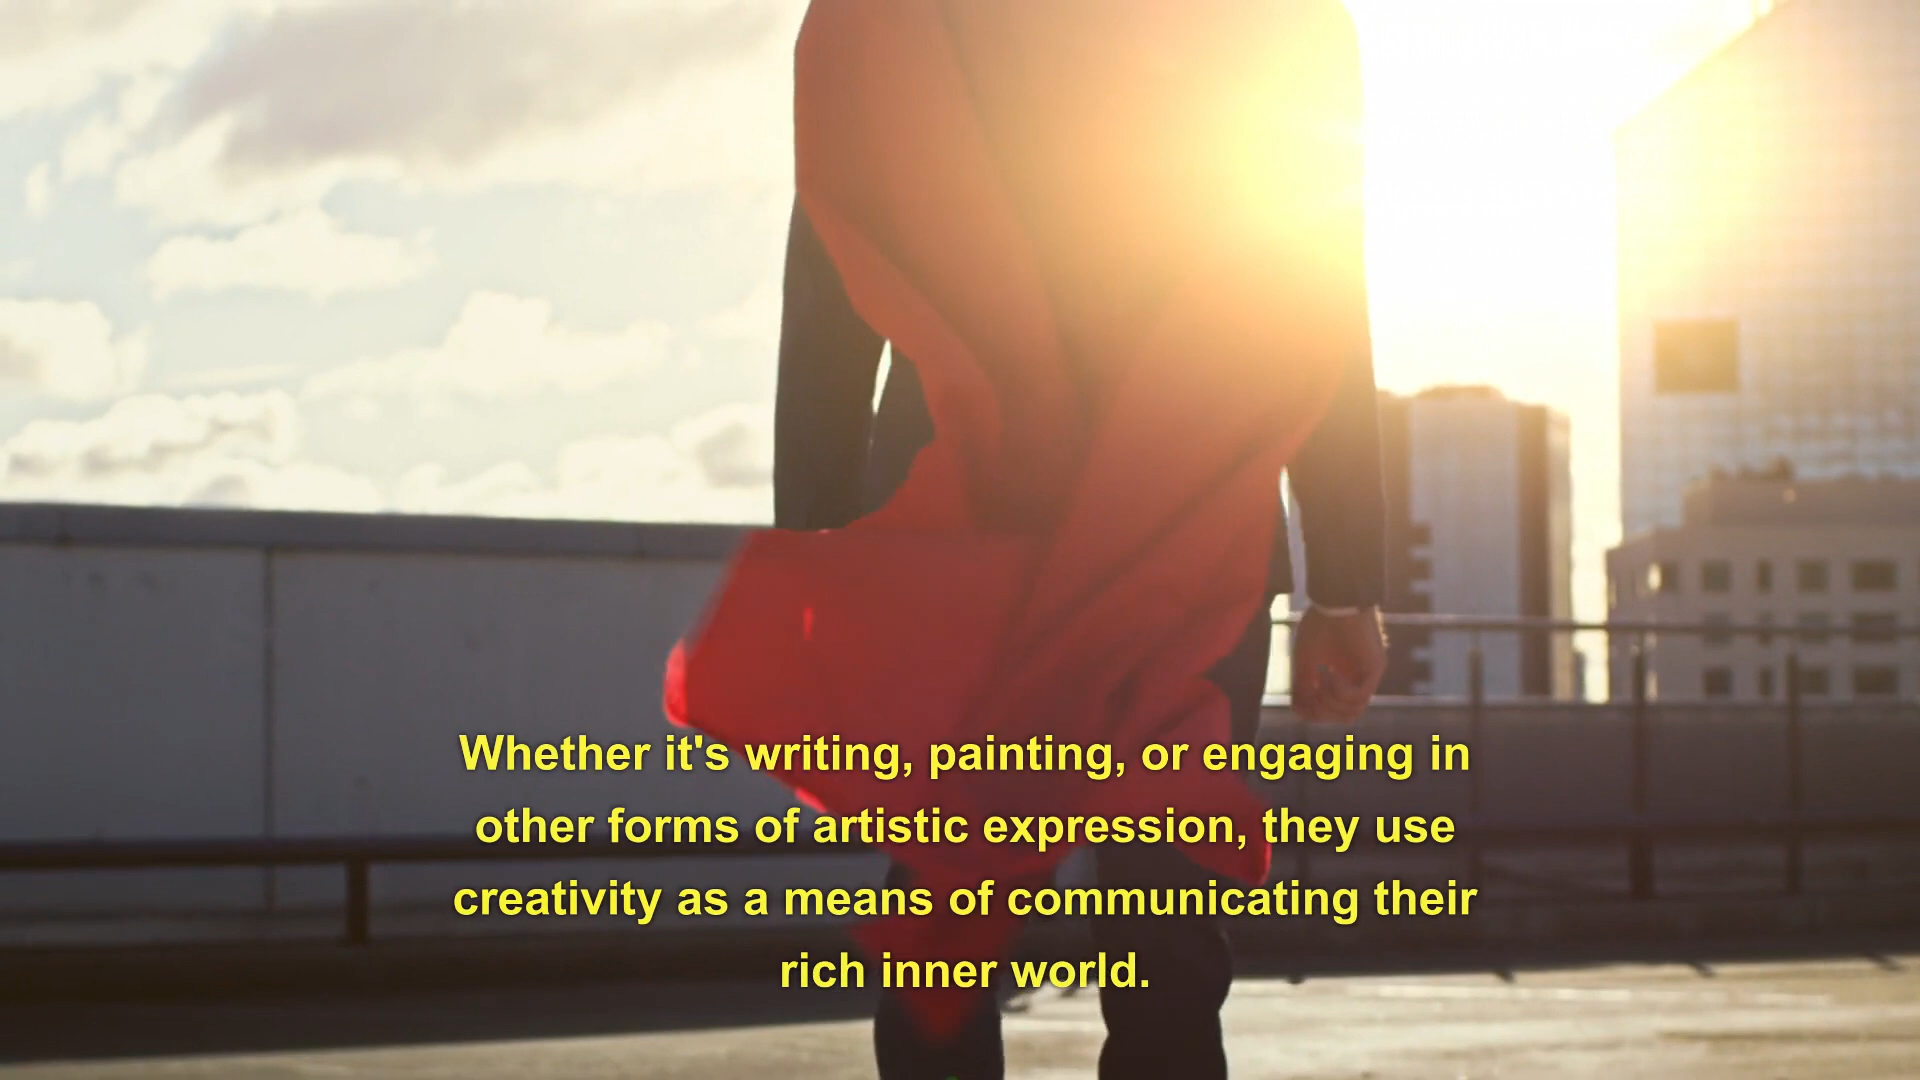 Whether it's writing, painting, or engaging in
other forms of artistic expression, they use
creativity as a means of communicating their
rich inner world.